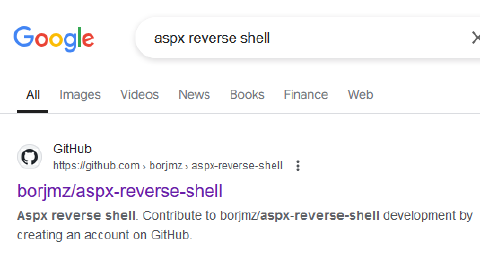 Google
aspx reverse shell
All Images Videos News Books Finance Web
GitHub
https://github.com › borjmz › aspx-reverse-shell
borjmz/aspx-reverse-shell
Aspx reverse shell. Contribute to borjmz/aspx-reverse-shell development by
creating an account on GitHub.